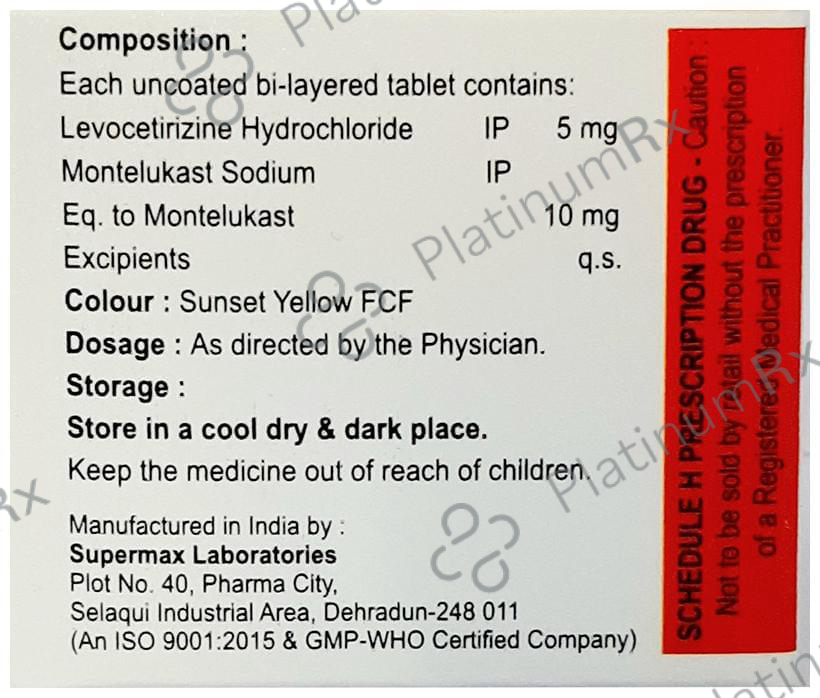 Composition :
Each uncoated bi-layered tablet contains:
Levocetirizine Hydrochloride IP 5 mg
Montelukast Sodium IP
Eq. to Montelukast 10 mg
Excipients q.s.
Colour : Sunset Yellow FCF
Dosage : As directed by the Physician.
Storage :
Store in a cool dry & dark place.
Keep the medicine out of reach of children.
Manufactured in India by :
Supermax Laboratories
Plot No. 40, Pharma City,
Selaqui Industrial Area, Dehradun-248 011
(An ISO 9001:2015 & GMP-WHO Certified Company)
SCHEDULE H PRESCRIPTION DRUG - Caution :
Not to be sold by retail without the prescription
of a Registered Medical Practitioner.
PlatinumRx
PlatinumRx